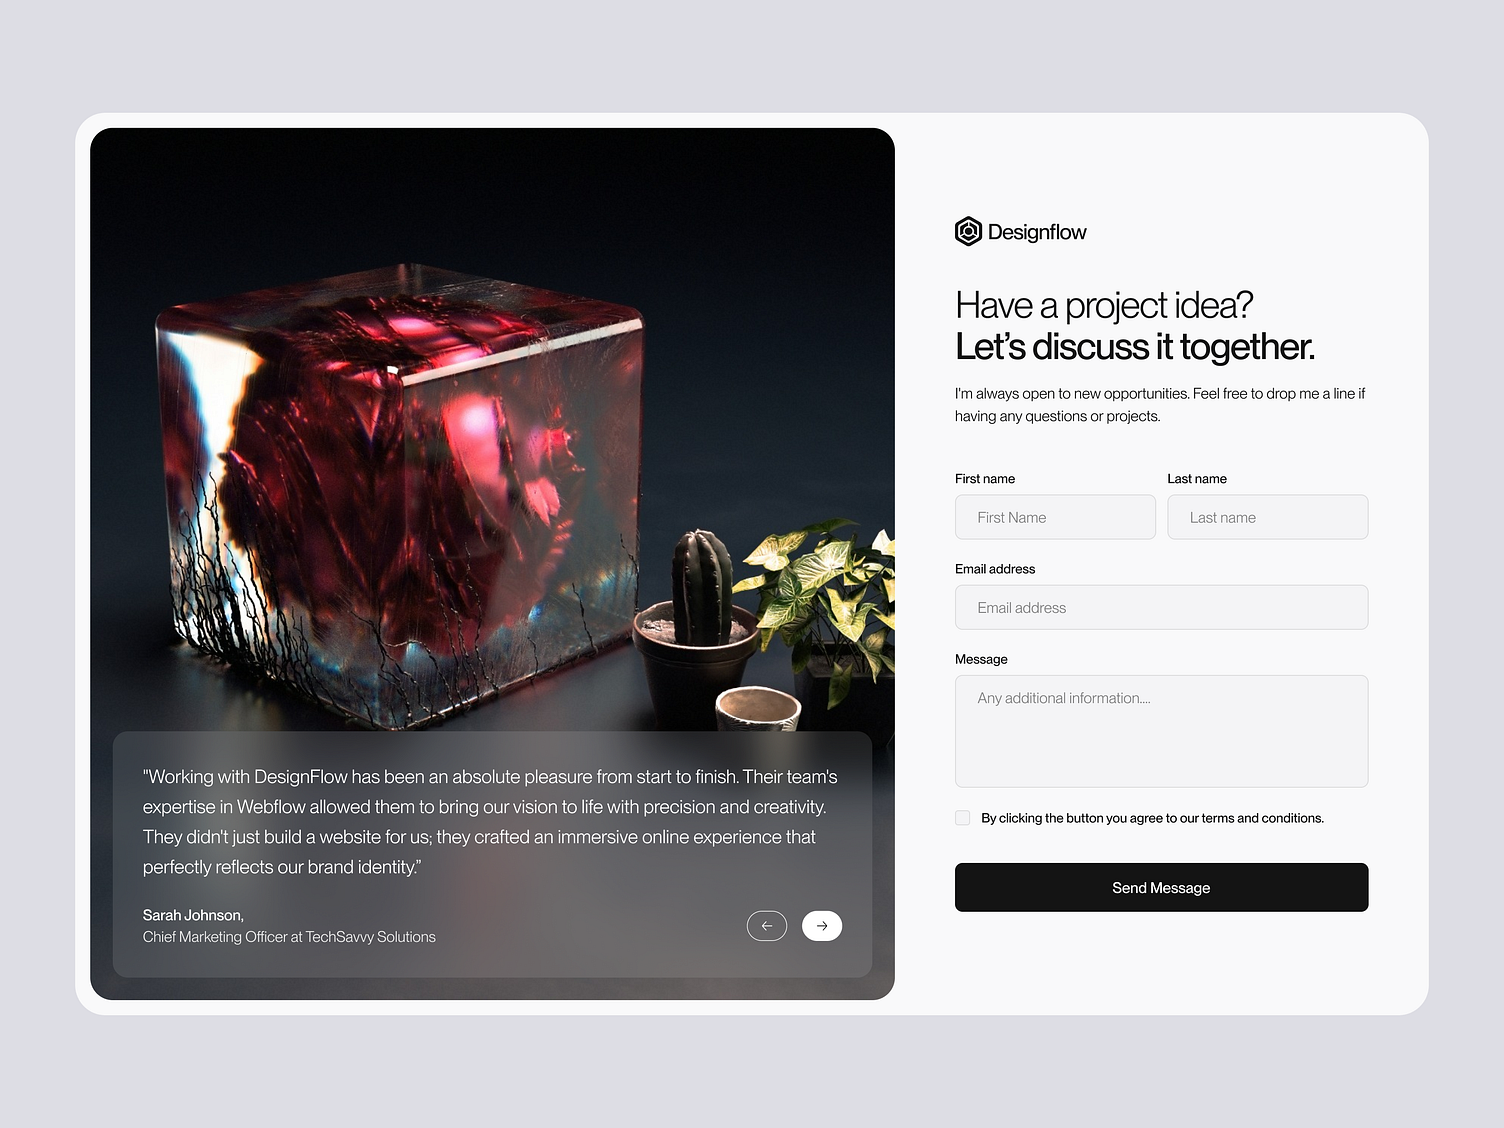 "Working with DesignFlow has been an absolute pleasure from start to finish. Their team's
expertise in Webflow allowed them to bring our vision to life with precision and creativity.
They didn't just build a website for us; they crafted an immersive online experience that
perfectly reflects our brand identity.”
Sarah Johnson,
Chief Marketing Officer at TechSavvy Solutions
Designflow
Have a project idea?
Let’s discuss it together.
I'm always open to new opportunities. Feel free to drop me a line if
having any questions or projects.
First name
Last name
First Name
Last name
Email address
Email address
Message
Any additional information....
By clicking the button you agree to our terms and conditions.
Send Message